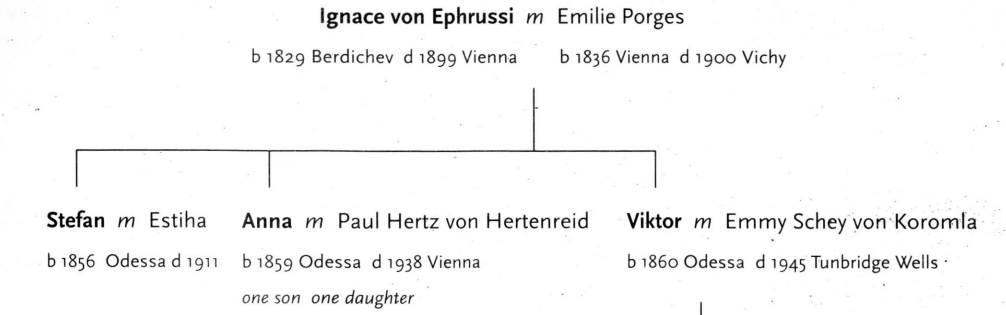 Ignace von Ephrussi m Emilie Porges
b 1829 Berdichev d 1899 Vienna b 1836 Vienna d 1900 Vichy
Stefan m Estiha Anna m Paul Hertz von Hertenreid Viktor m Emmy Schey von Koromla
b 1856 Odessa d 1911 b 1859 Odessa d 1938 Vienna b 1860 Odessa d 1945 Tunbridge Wells
one son one daughter